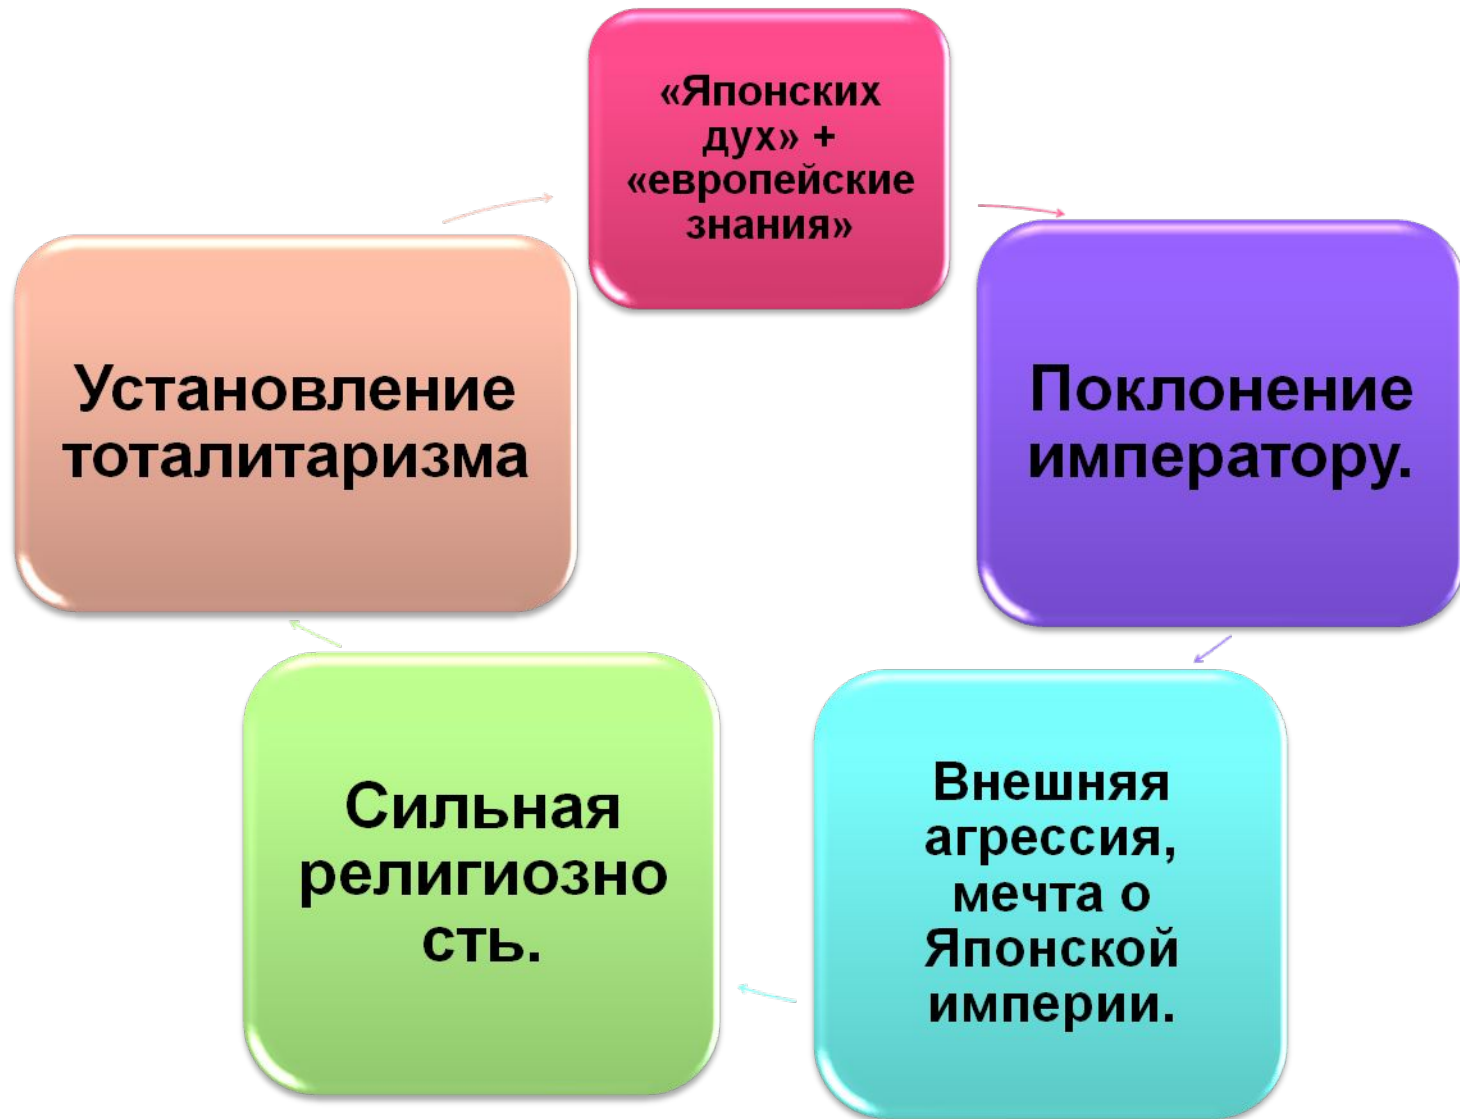 «Японских
дух» +
«европейские
знания»
Поклонение
императору.
Внешняя
агрессия,
мечта о
Японской
империи.
Сильная
религиозно
сть.
Установление
тоталитаризма